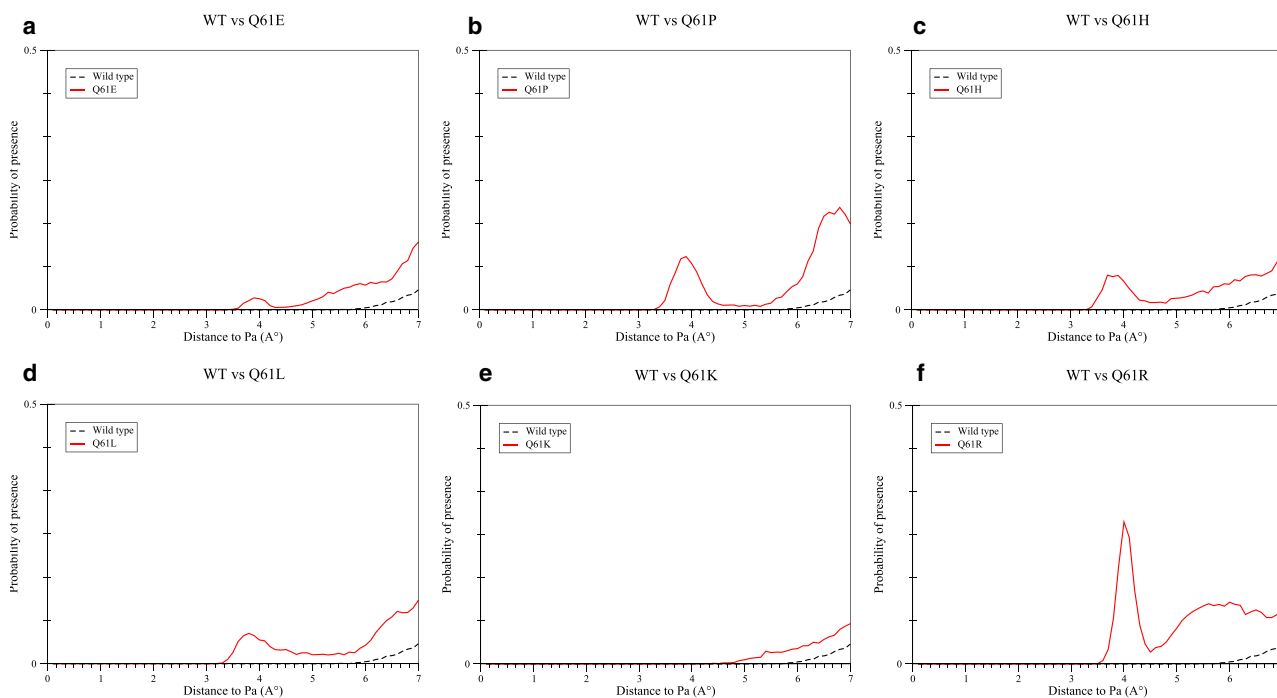 a
WT vs Q61E
0.5
Wild type
Q61E
Probability of presence
0
0 1 2 3 4 5 6 7
Distance to Pa (A°)
b
WT vs Q61P
0.5
Wild type
Q61P
Probability of presence
0
0 1 2 3 4 5 6 7
Distance to Pa (A°)
c
WT vs Q61H
0.5
Wild type
Q61H
Probability of presence
0
0 1 2 3 4 5 6
Distance to Pa (A°)
d
WT vs Q61L
0.5
Wild type
Q61L
Probability of presence
0
0 1 2 3 4 5 6 7
Distance to Pa (A°)
e
WT vs Q61K
0.5
Wild type
Q61K
Probability of presence
0
0 1 2 3 4 5 6 7
Distance to Pa (A°)
f
WT vs Q61R
0.5
Wild type
Q61R
Probability of presence
0
0 1 2 3 4 5 6
Distance to Pa (A°)